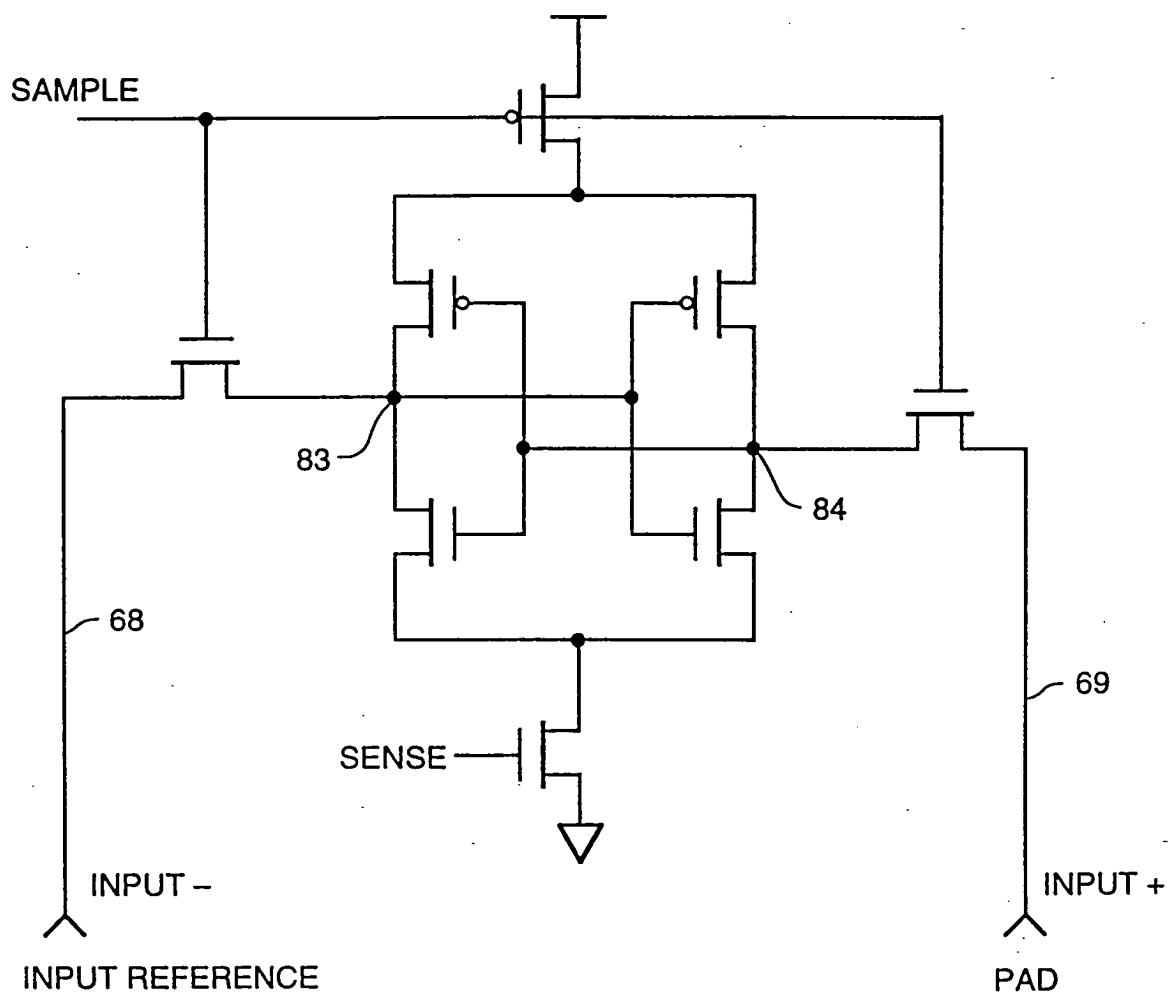 SAMPLE
83
84
68
69
SENSE
INPUT –
INPUT +
INPUT REFERENCE
PAD